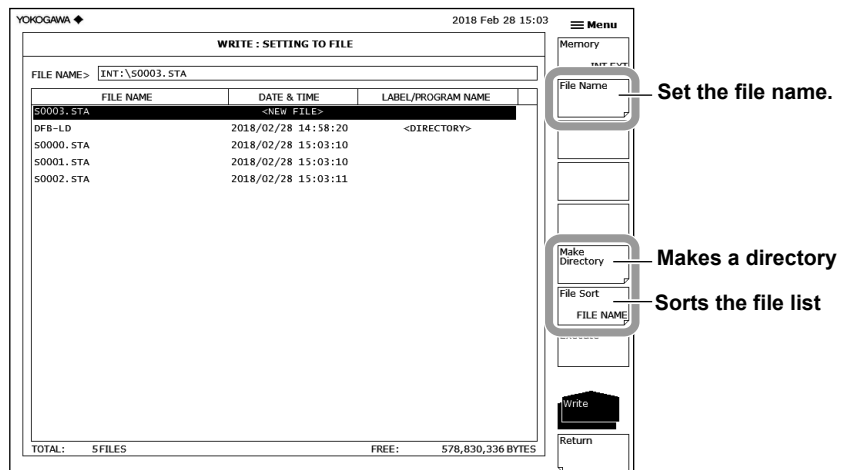 YOKOGAWA ◆
2018 Feb 28 15:03
Menu
WRITE : SETTING TO FILE
FILE NAME> INT:\S0003.STA
FILE NAME DATE & TIME LABEL/PROGRAM NAME
S0003.STA <NEW FILE>
DFB-LD 2018/02/28 14:58:20 <DIRECTORY>
S0000.STA 2018/02/28 15:03:10
S0001.STA 2018/02/28 15:03:10
S0002.STA 2018/02/28 15:03:11
TOTAL: 5FILES FREE: 578,830,336 BYTES
Memory
INT EXT
File Name
Set the file name.
Make
Directory
Makes a directory
File Sort
FILE NAME
Sorts the file list
Execute
Write
Return